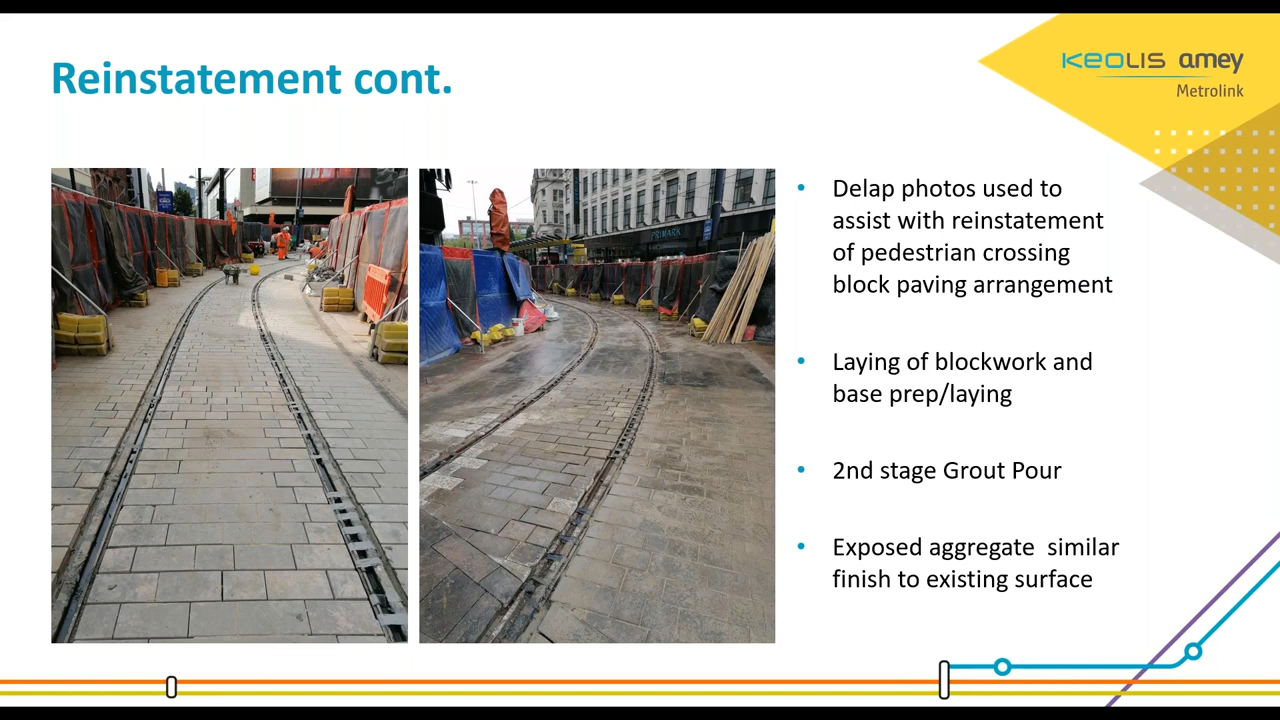 Reinstatement cont.
KEOLIS amey
Metrolink
PRIMARK
• Delap photos used to
assist with reinstatement
of pedestrian crossing
block paving arrangement
• Laying of blockwork and
base prep/laying
• 2nd stage Grout Pour
• Exposed aggregate  similar
finish to existing surface